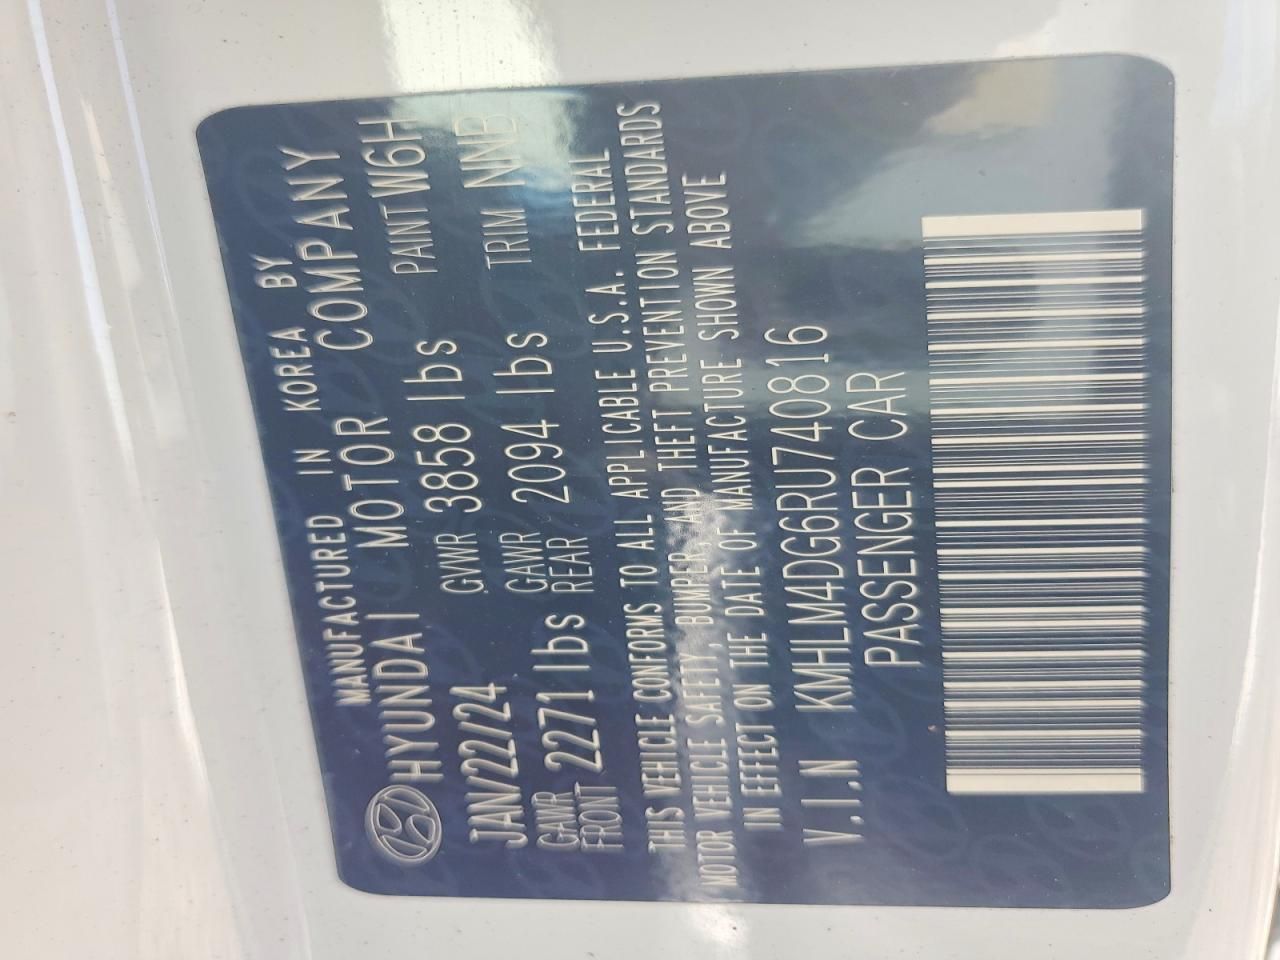 MANUFACTURED IN KOREA BY
HYUNDAI MOTOR COMPANY
JAN/22/24 GVWR 3858 lbs PAINT W6H
GAWR FRONT 2271 lbs GAWR REAR 2094 lbs TRIM NNB
THIS VEHICLE CONFORMS TO ALL APPLICABLE U.S.A. FEDERAL
MOTOR VEHICLE SAFETY, BUMPER, AND THEFT PREVENTION STANDARDS
IN EFFECT ON THE DATE OF MANUFACTURE SHOWN ABOVE
V.I.N KMHLM4DG6RU740816
PASSENGER CAR